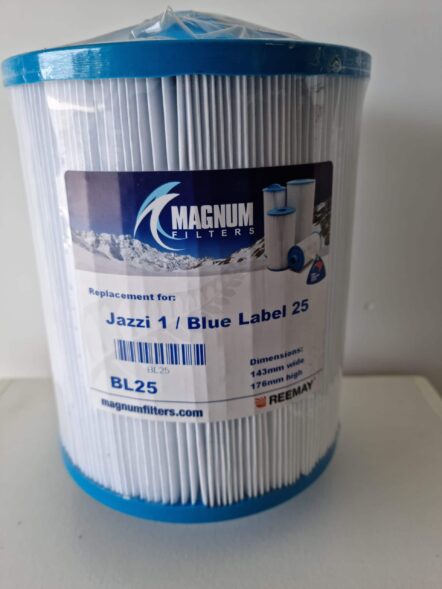 MAGNUM
FILTERS
Replacement for:
Jazzi 1 / Blue Label 25
BL25
BL25
Dimensions:
143mm wide
176mm high
magnumfilters.com
REEMAY